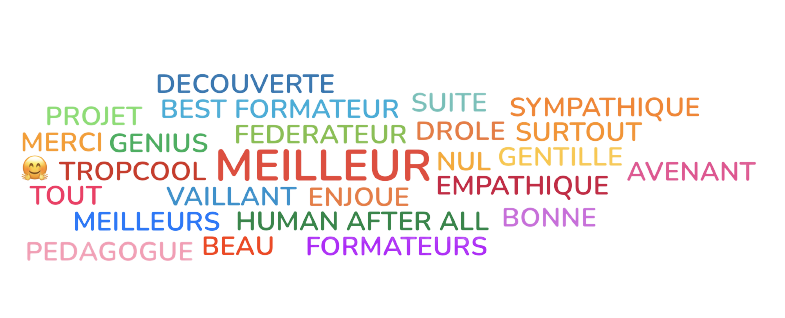 DECOUVERTE
PROJET BEST FORMATEUR SUITE SYMPATHIQUE
MERCI GENIUS FEDERATEUR DROLE SURTOUT
🤗 TROPCOOL MEILLEUR NUL GENTILLE AVENANT
TOUT VAILLANT ENJOUE EMPATHIQUE
MEILLEURS HUMAN AFTER ALL BONNE
PEDAGOGUE BEAU FORMATEURS